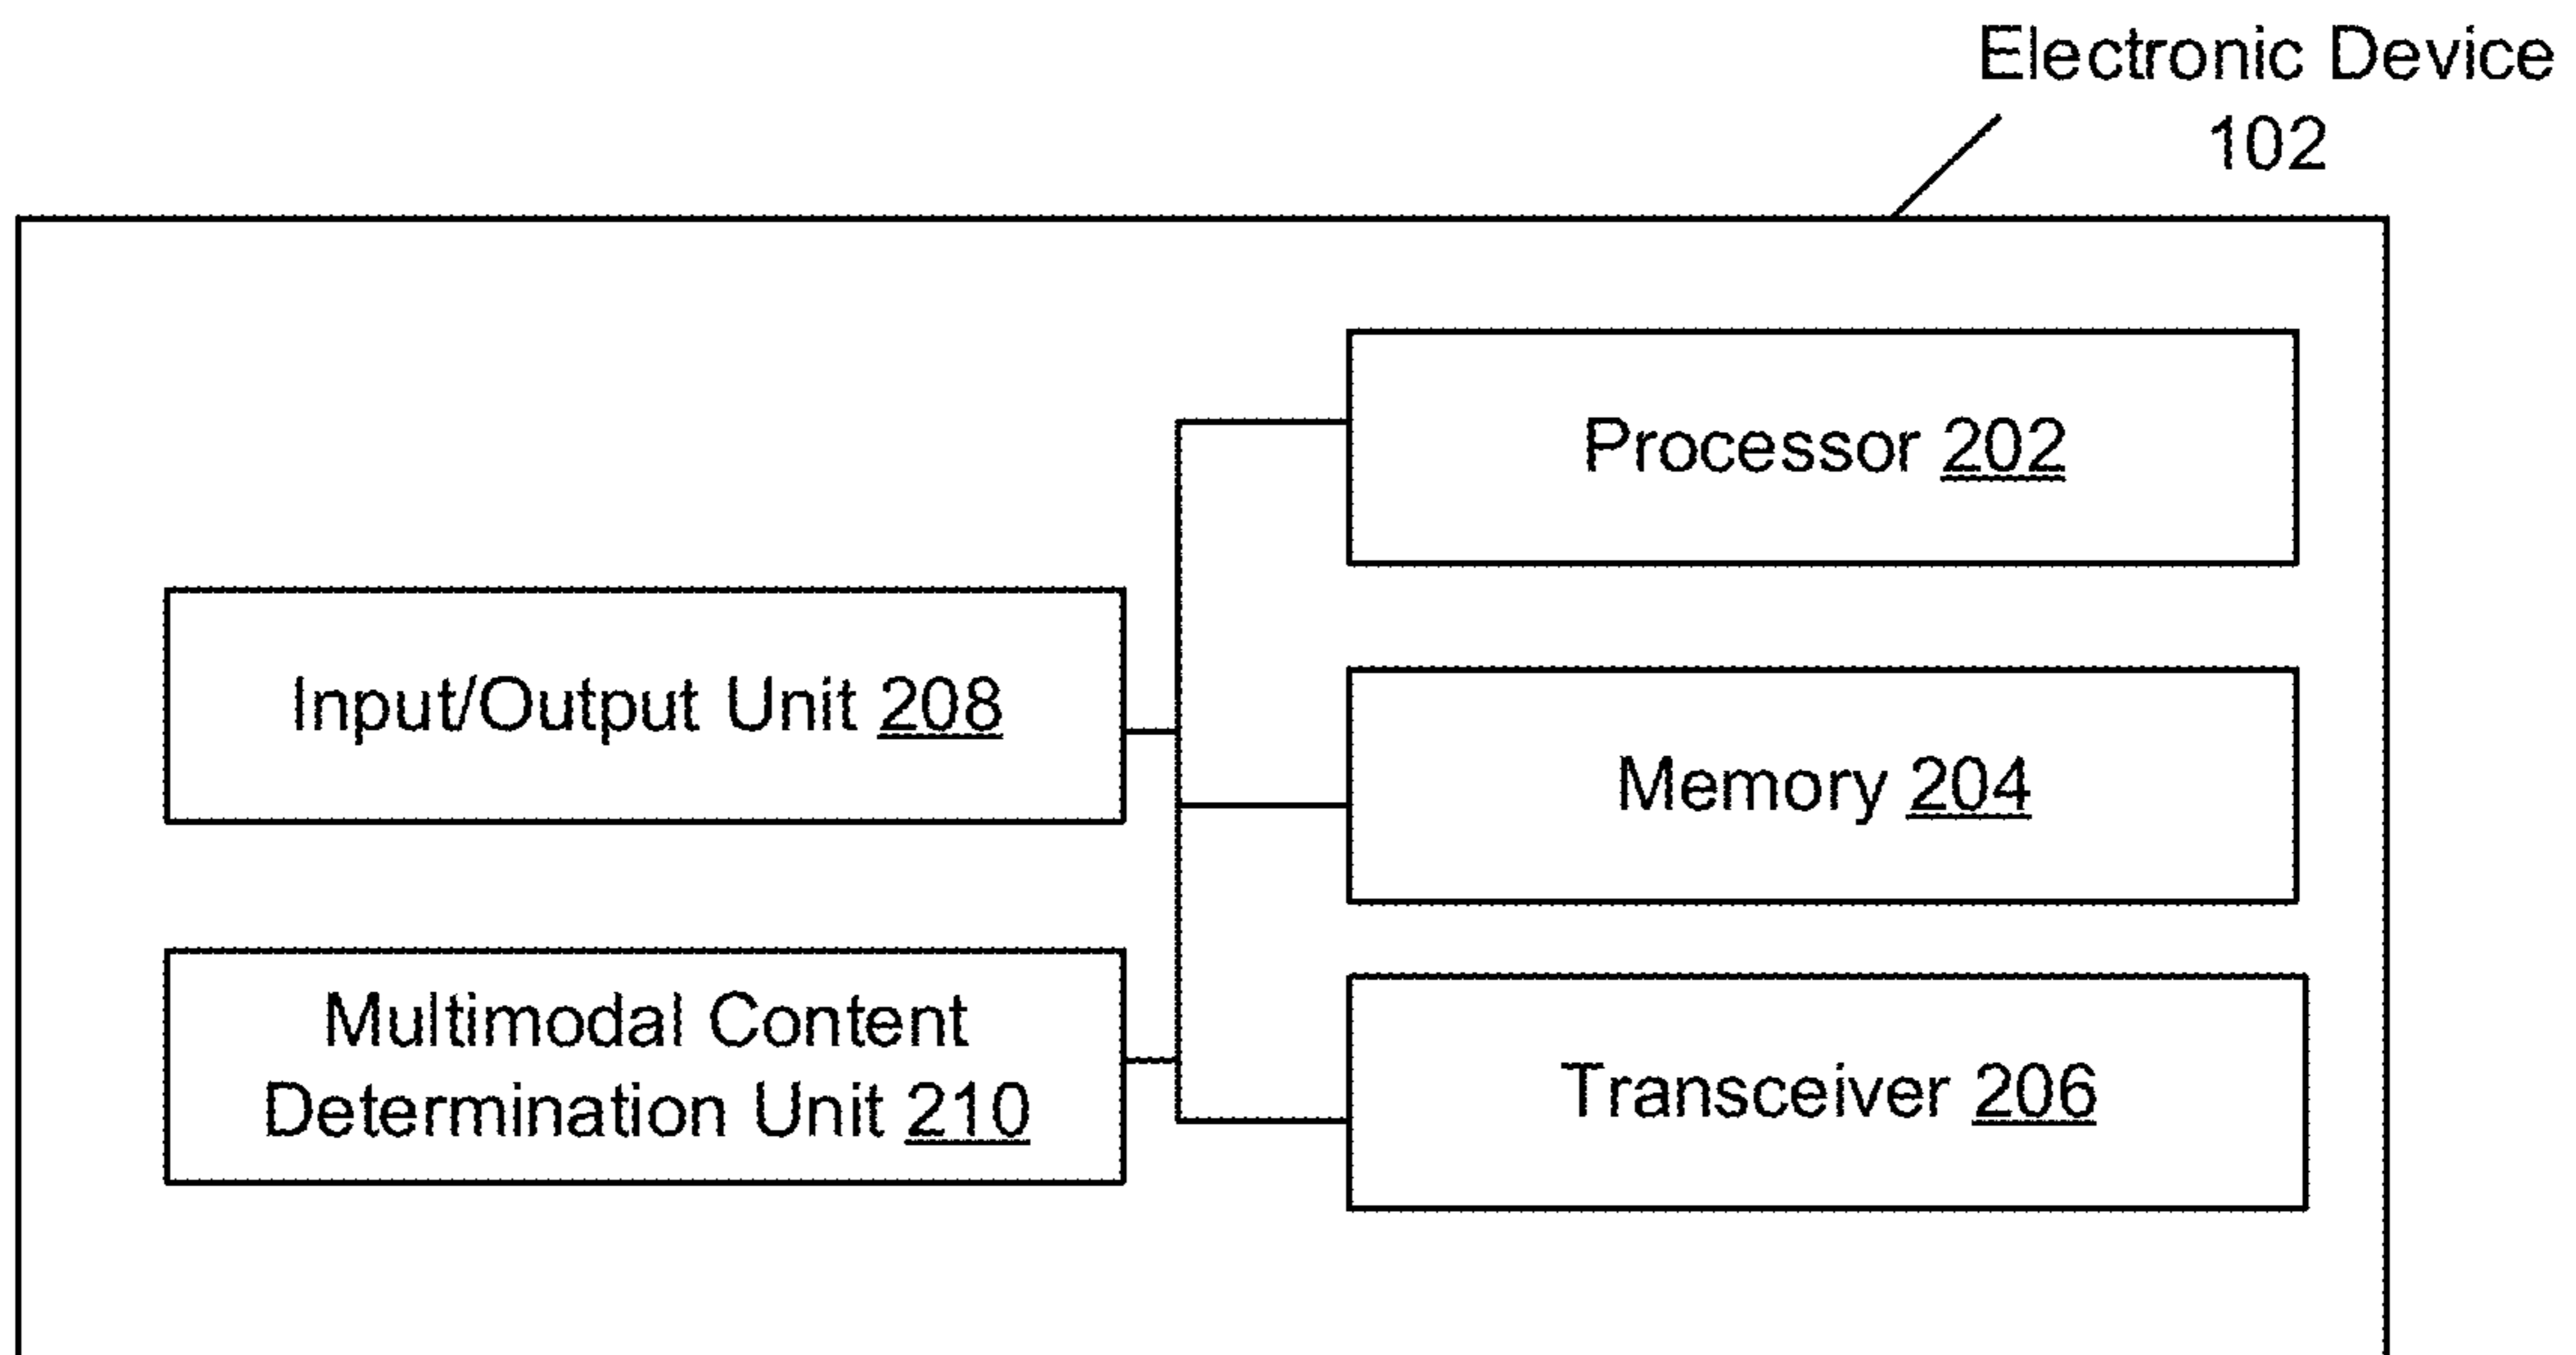 Electronic Device
102
Processor 202
Input/Output Unit 208
Memory 204
Multimodal Content
Determination Unit 210
Transceiver 206